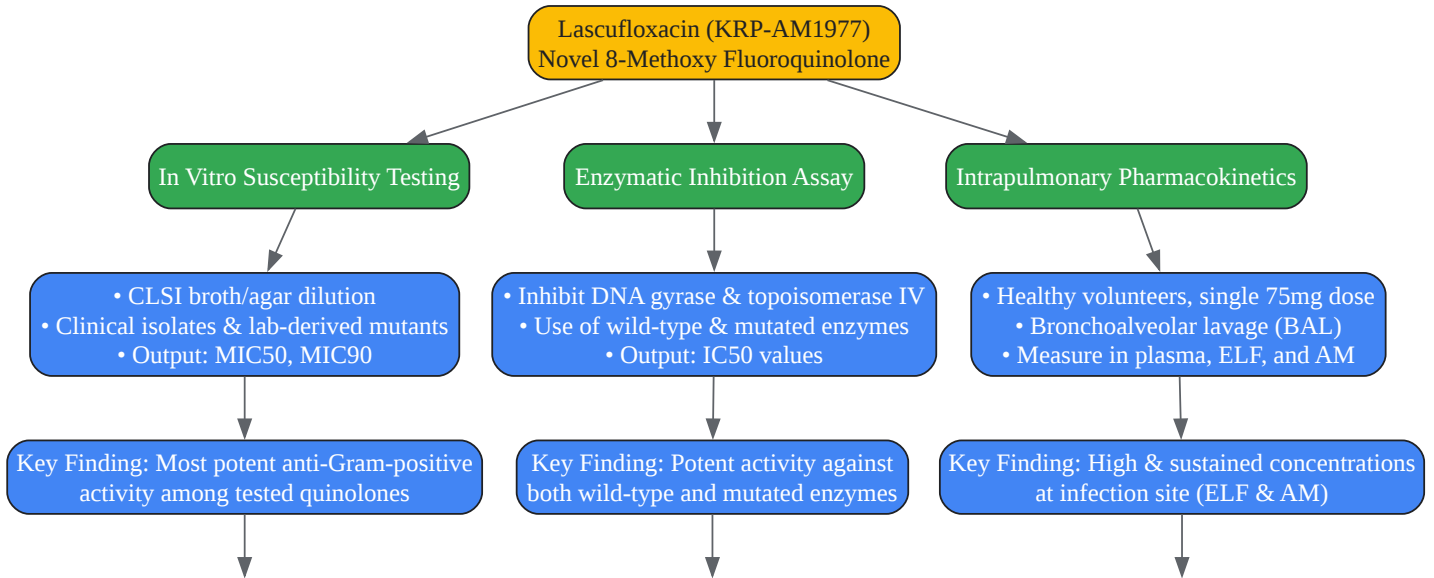 Lascufloxacin (KRP-AM1977)
Novel 8-Methoxy Fluoroquinolone
In Vitro Susceptibility Testing
Enzymatic Inhibition Assay
Intrapulmonary Pharmacokinetics
• CLSI broth/agar dilution
• Clinical isolates & lab-derived mutants
• Output: MIC50, MIC90
• Inhibit DNA gyrase & topoisomerase IV
• Use of wild-type & mutated enzymes
• Output: IC50 values
• Healthy volunteers, single 75mg dose
• Bronchoalveolar lavage (BAL)
• Measure in plasma, ELF, and AM
Key Finding: Most potent anti-Gram-positive
activity among tested quinolones
Key Finding: Potent activity against
both wild-type and mutated enzymes
Key Finding: High & sustained concentrations
at infection site (ELF & AM)